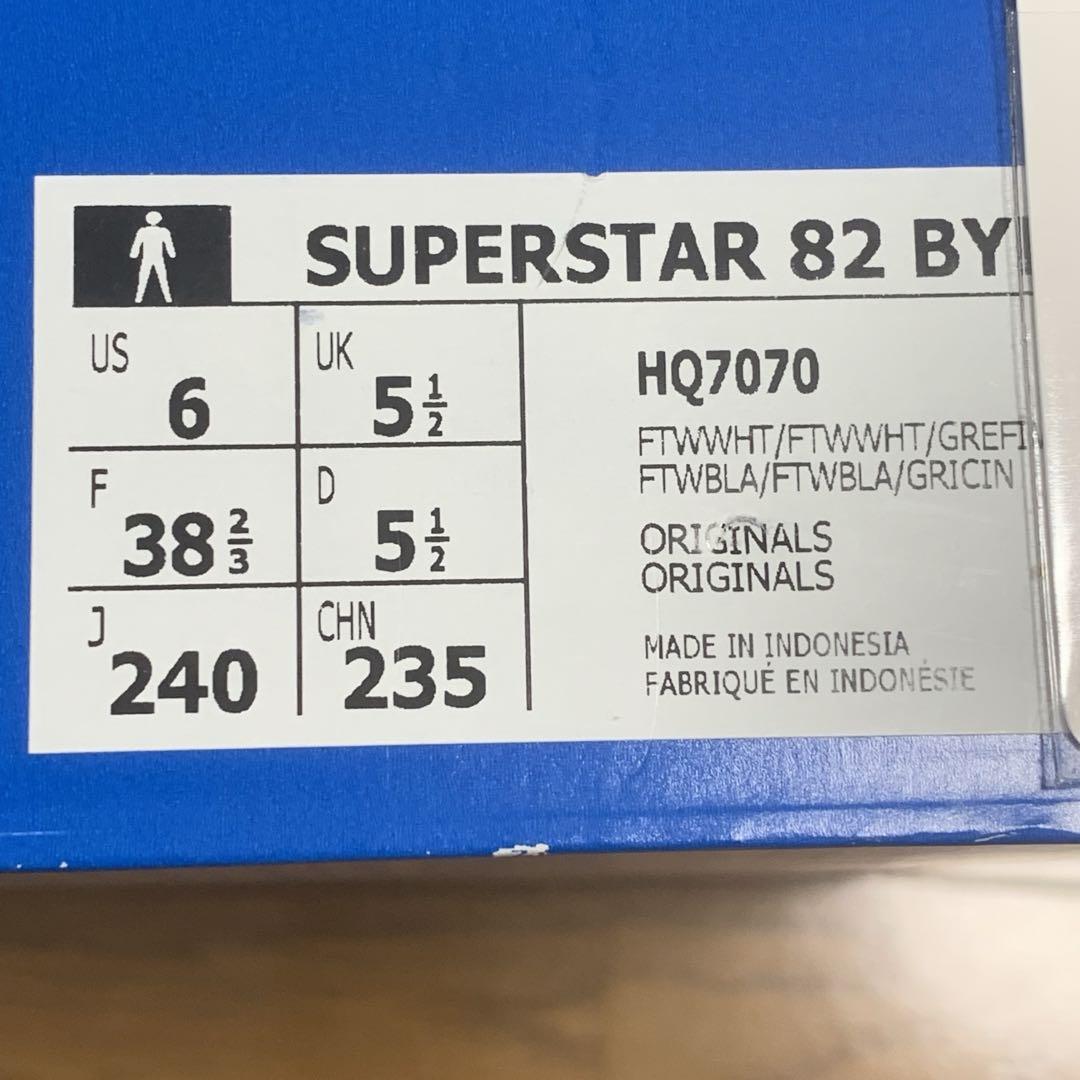 SUPERSTAR 82 BY
US 6 UK 5 1/2
F 38 2/3 D 5 1/2
J 240 CHN 235
HQ7070
FTWWHT/FTWWHT/GREFI
FTWBLA/FTWBLA/GRICIN
ORIGINALS
ORIGINALS
MADE IN INDONESIA
FABRIQUÉ EN INDONÉSIE